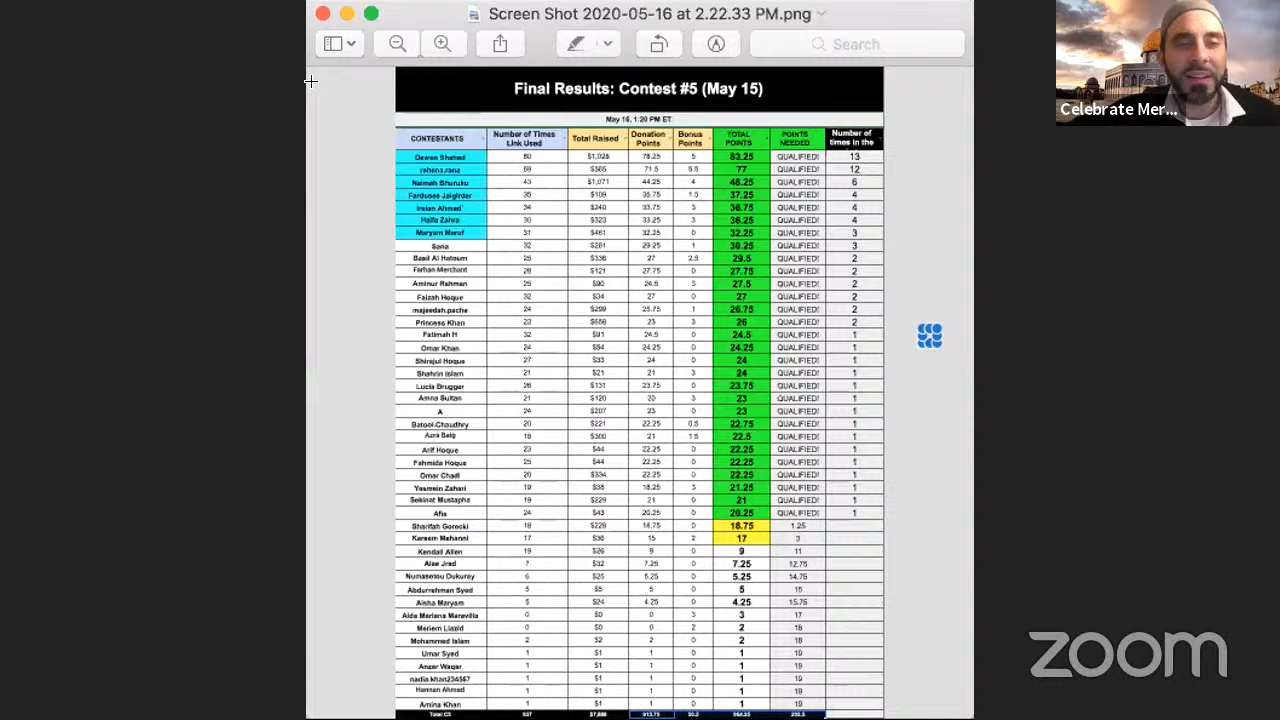 Screen Shot 2020-05-16 at 2.22.33 PM.png
Search
Celebrate Mer...
Final Results: Contest #5 (May 15)
May 16, 1:20 PM ET
CONTESTANTS Number of Times Link Used Total Raised Donation Points Bonus Points TOTAL POINTS POINTS NEEDED Number of times in the
Dewan Shahed 80 $1,028 78.25 5 83.25 QUALIFIED! 13
rehena.rana 69 $565 71.5 5.5 77 QUALIFIED! 12
Naimah Bhuruku 43 $1,071 44.25 4 48.25 QUALIFIED! 6
Fardusee Jaigirdar 35 $109 35.75 1.5 37.25 QUALIFIED! 4
Irslan Ahmed 34 $240 33.75 3 36.75 QUALIFIED! 4
Haifa Zahra 30 $323 33.25 3 36.25 QUALIFIED! 4
Maryam Maruf 31 $461 32.25 0 32.25 QUALIFIED! 3
Sana 32 $281 29.25 1 30.25 QUALIFIED! 3
Basil Al Hatoum 25 $336 27 2.5 29.5 QUALIFIED! 2
Farhan Merchant 28 $121 27.75 0 27.75 QUALIFIED! 2
Aminur Rahman 25 $90 24.5 3 27.5 QUALIFIED! 2
Faizah Hoque 32 $34 27 0 27 QUALIFIED! 2
majeedah.pacha 24 $299 25.75 1 26.75 QUALIFIED! 2
Princess Khan 23 23 3 26 QUALIFIED! 2
Fatimah H 32 $91 24.5 0 24.5 QUALIFIED! 1
Omar Khan 24 24.25 0 24.25 QUALIFIED! 1
Shirajul Hoque 27 $33 24 0 24 QUALIFIED! 1
Shahrin Islam 21 $21 21 3 24 QUALIFIED! 1
Lucia Brugger 26 $131 23.75 0 23.75 QUALIFIED! 1
Amna Sultan 21 $120 20 3 23 QUALIFIED! 1
A 24 $207 23 0 23 QUALIFIED! 1
Batool-Chaudhry 20 $221 22.25 0.5 22.75 QUALIFIED! 1
Azra Baig 18 $300 21 1.5 22.5 QUALIFIED! 1
Arif Hoque 23 $44 22.25 0 22.25 QUALIFIED! 1
Fahmida Hoque 25 $44 22.25 0 22.25 QUALIFIED! 1
Omar Chadi 20 $334 22.25 0 22.25 QUALIFIED! 1
Yasmein Zahari 19 $38 18.25 3 21.25 QUALIFIED! 1
Sekinat Mustapha 19 $229 21 0 21 QUALIFIED! 1
Afia 24 $43 20.25 0 20.25 QUALIFIED! 1
Sharifah Gorecki 18 $228 18.75 0 18.75 1.25
Kareem Mehanni 17 $36 15 2 17 3
Kendall Allen 19 $26 9 0 9 11
Alae Jrad 7 $32 7.25 0 7.25 12.75
Numasetou Dukuray 6 $25 5.25 0 5.25 14.75
Abdurrehman Syed 5 $5 5 0 5 15
Aisha Maryam 5 $24 4.25 0 4.25 15.75
Aida Mariana Maravilla 0 $0 0 3 3 17
Meriem Liazid 0 $0 0 2 2 18
Mohammed Islam 2 $2 2 0 2 18
Umar Syed 1 $1 1 0 1 19
Anzar Waqar 1 $1 1 0 1 19
nadia.khan234567 1 $1 1 0 1 19
Hannan Ahmed 1 $1 1 0 1 19
Amina Khan 1 $1 1 0 1 19
Total C5 913.75
zoom